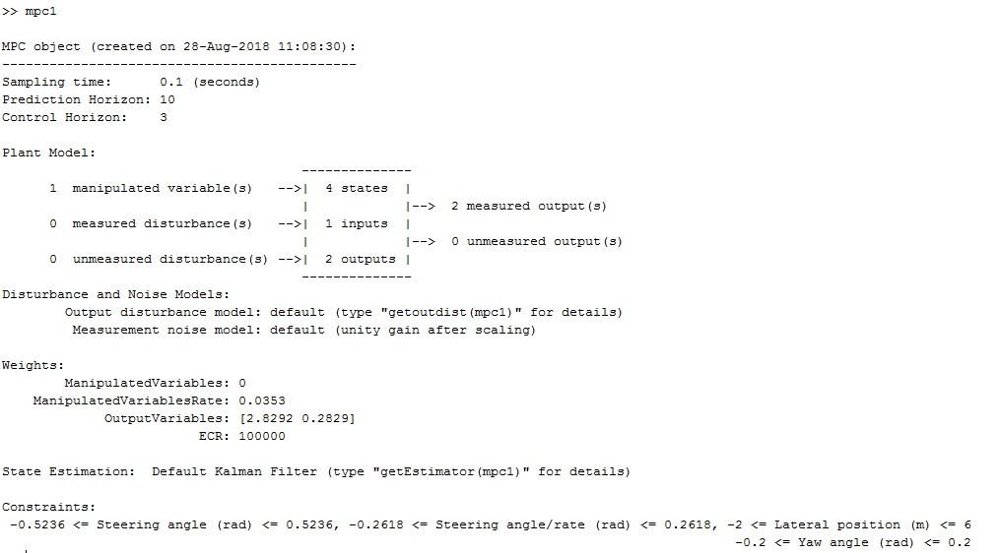 >> mpc1
MPC object (created on 28-Aug-2018 11:08:30):
---------------------------------------------
Sampling time:      0.1 (seconds)
Prediction Horizon: 10
Control Horizon:    3
Plant Model:
                                      --------------
      1  manipulated variable(s)   -->|  4 states  |
                                      |            |-->  2 measured output(s)
      0  measured disturbance(s)   -->|  1 inputs  |
                                      |            |-->  0 unmeasured output(s)
      0  unmeasured disturbance(s) -->|  2 outputs |
                                      --------------
Disturbance and Noise Models:
        Output disturbance model: default (type "getoutdist(mpc1)" for details)
         Measurement noise model: default (unity gain after scaling)
Weights:
        ManipulatedVariables: 0
    ManipulatedVariablesRate: 0.0353
             OutputVariables: [2.8292 0.2829]
                         ECR: 100000
State Estimation:  Default Kalman Filter (type "getEstimator(mpc1)" for details)
Constraints:
 -0.5236 <= Steering angle (rad) <= 0.5236, -0.2618 <= Steering angle/rate (rad) <= 0.2618, -2 <= Lateral position (m) <= 6
                                                                                             -0.2 <= Yaw angle (rad) <= 0.2